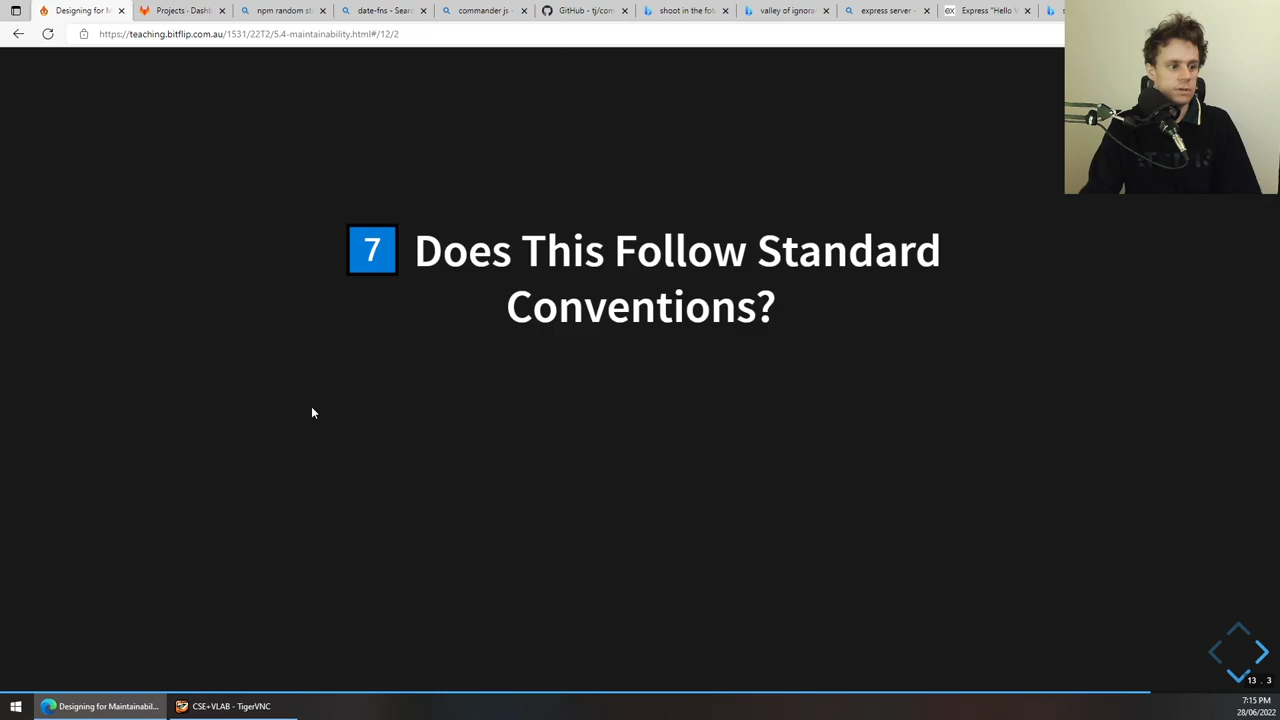 Designing for M
Projects · Dashb
npm random st
date-fns - Sear
commander js -
GitHub - tj/com
shoot in the fo
valley of ignora
express server -
Express "Hello W
https://teaching.bitflip.com.au/1531/22T2/5.4-maintainability.html#/12/2
7 Does This Follow Standard
Conventions?
13 . 3
Designing for Maintainabil...
CSE+VLAB - TigerVNC
7:15 PM
28/06/2022